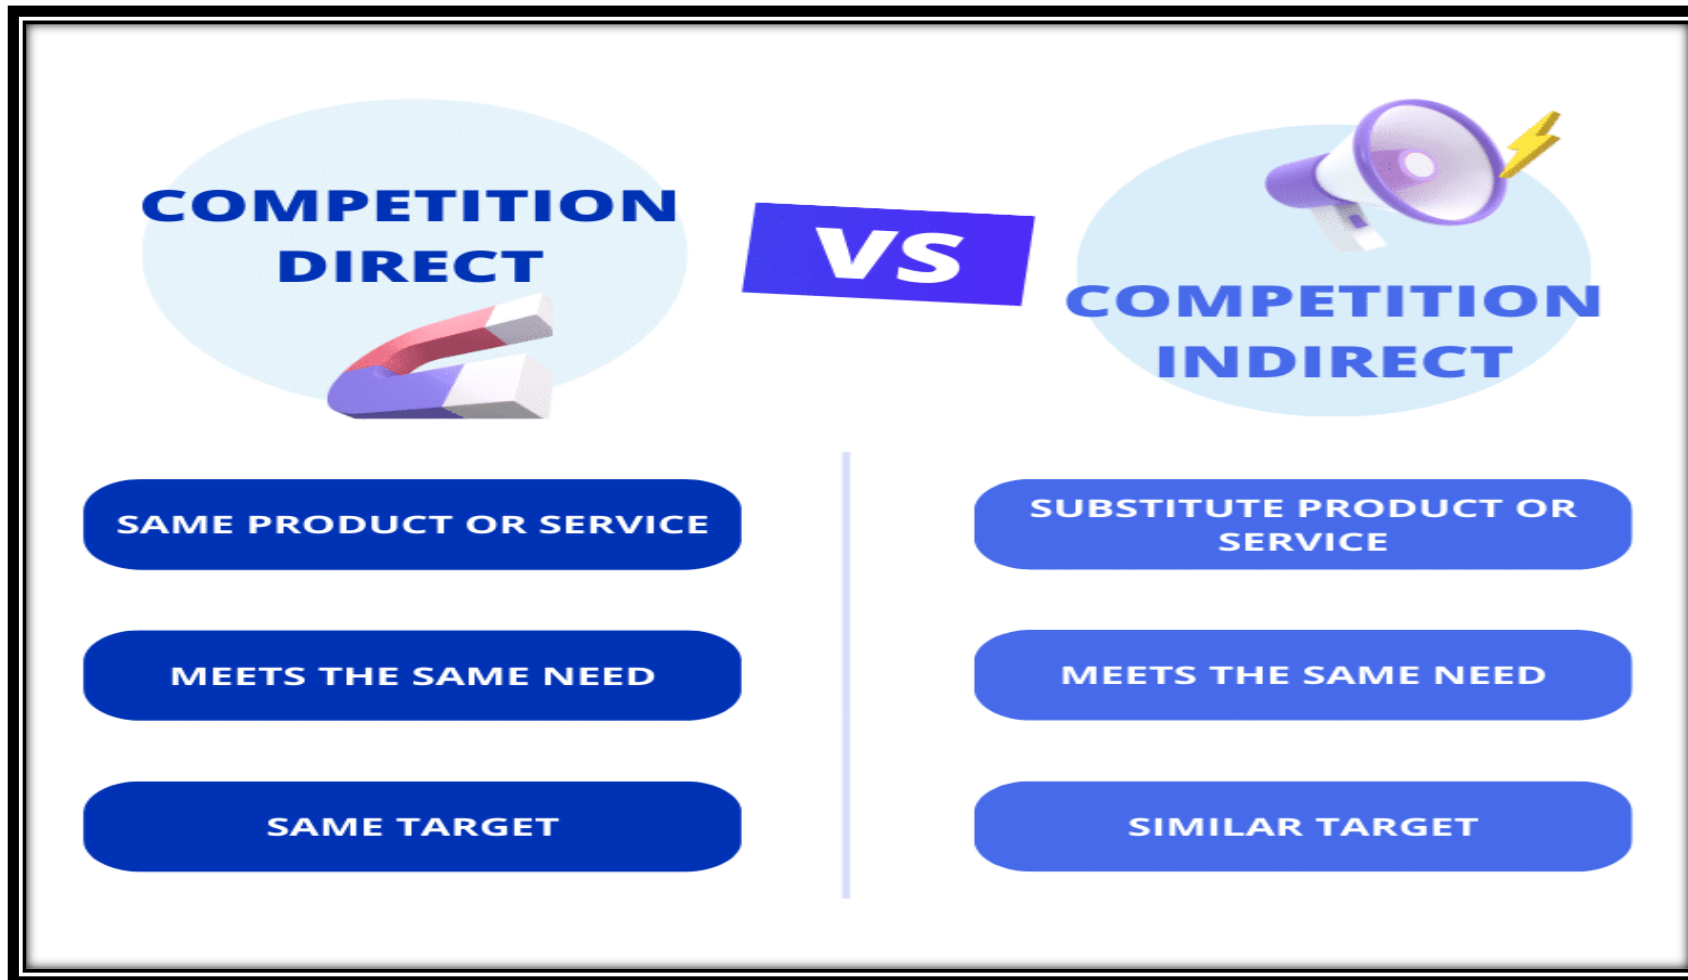 COMPETITION
DIRECT
VS
COMPETITION
INDIRECT
SAME PRODUCT OR SERVICE
MEETS THE SAME NEED
SAME TARGET
SUBSTITUTE PRODUCT OR
SERVICE
MEETS THE SAME NEED
SIMILAR TARGET